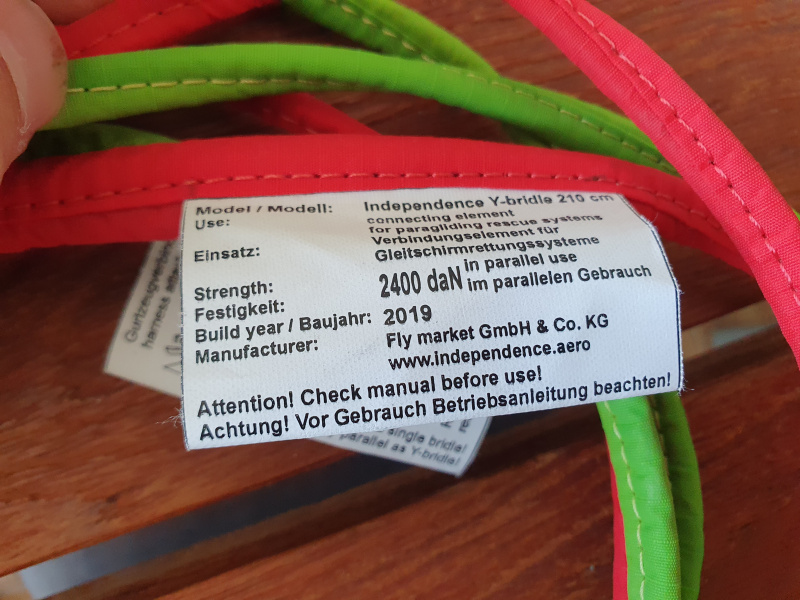 Model / Modell: Independence Y-bridle 210 cm
Use: connecting element
for paragliding rescue systems
Einsatz: Verbindungselement für
Gleitschirmrettungssysteme
Strength: 2400 daN in parallel use
Festigkeit: im parallelen Gebrauch
Build year / Baujahr: 2019
Manufacturer: Fly market GmbH & Co. KG
www.independence.aero
Attention! Check manual before use!
Achtung! Vor Gebrauch Betriebsanleitung beachten!
harness
single bridle!
parallel as Y-bridle!